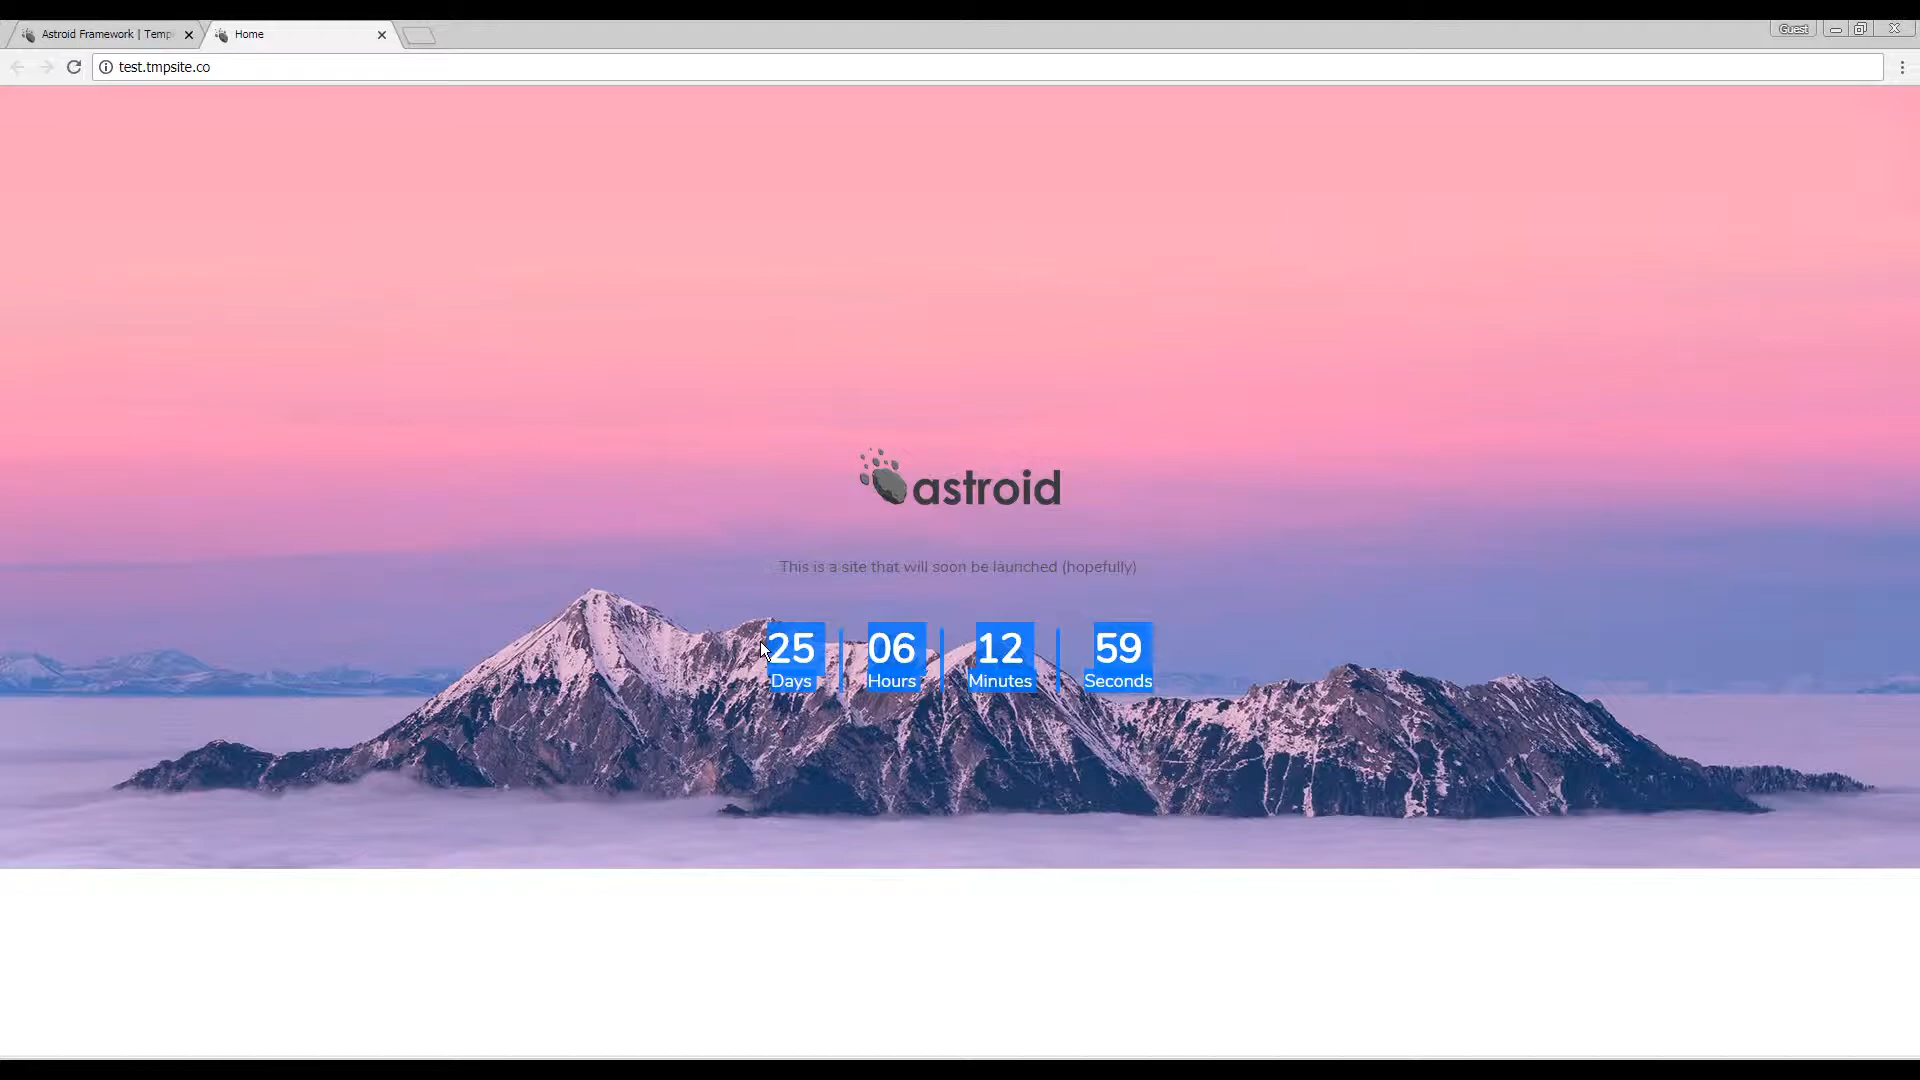 Astroid Framework | Temp
Home
Guest
test.tmpsite.co
astroid
This is a site that will soon be launched (hopefully)
25 06 12 59
Days Hours Minutes Seconds